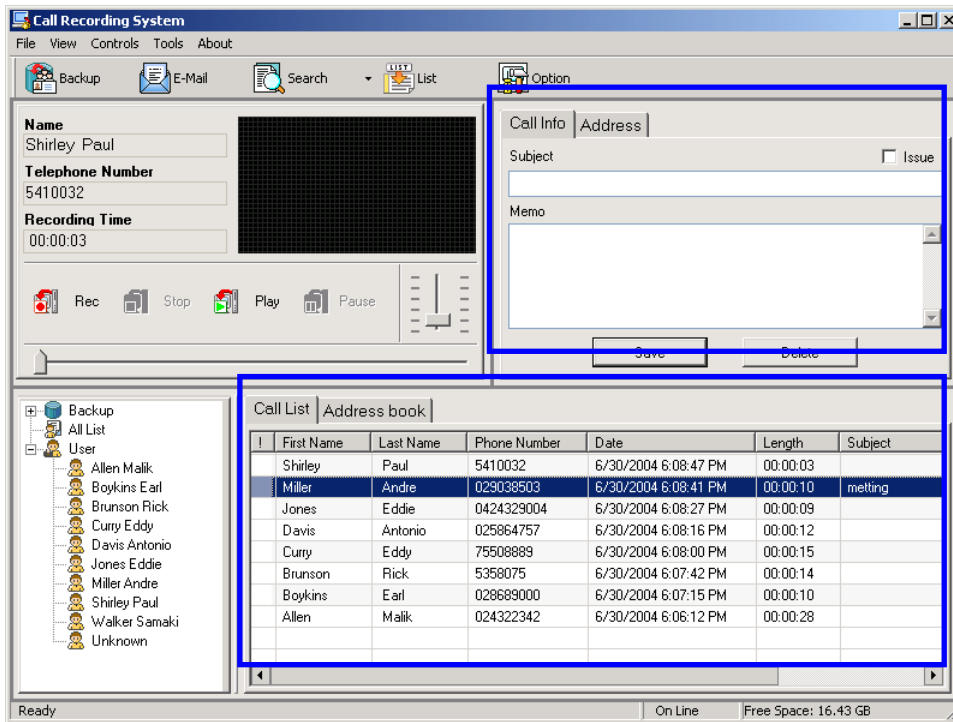 Call Recording System
File View Controls Tools About
Backup E-Mail Search LIST List Option
Name
Shirley Paul
Telephone Number
5410032
Recording Time
00:00:03
Rec Stop Play Pause
Call Info Address
Subject Issue
Memo
Save Delete
Backup
All List
User
Allen Malik
Boykins Earl
Brunson Rick
Curry Eddy
Davis Antonio
Jones Eddie
Miller Andre
Shirley Paul
Walker Samaki
Unknown
Call List Address book
! First Name Last Name Phone Number Date Length Subject
Shirley Paul 5410032 6/30/2004 6:08:47 PM 00:00:03
Miller Andre 029038503 6/30/2004 6:08:41 PM 00:00:10 metting
Jones Eddie 0424329004 6/30/2004 6:08:27 PM 00:00:09
Davis Antonio 025864757 6/30/2004 6:08:16 PM 00:00:12
Curry Eddy 75508889 6/30/2004 6:08:00 PM 00:00:15
Brunson Rick 5358075 6/30/2004 6:07:42 PM 00:00:14
Boykins Earl 028689000 6/30/2004 6:07:15 PM 00:00:10
Allen Malik 024322342 6/30/2004 6:06:12 PM 00:00:28
Ready On Line Free Space: 16.43 GB